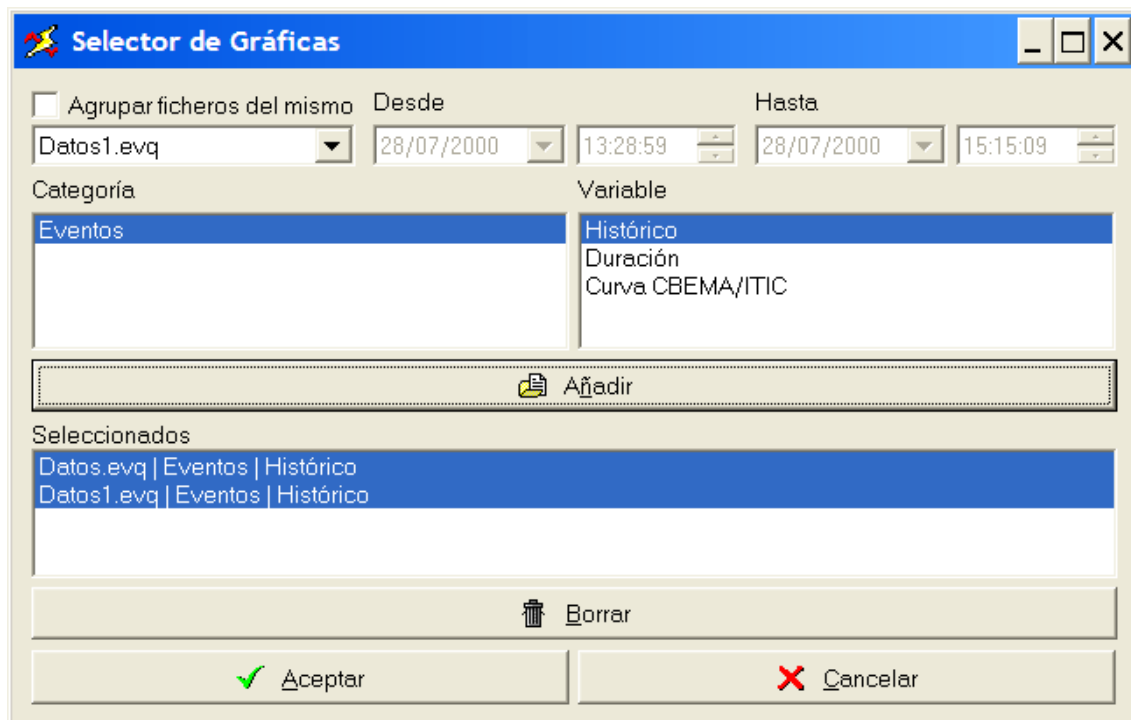 Selector de Gráficas
Agrupar ficheros del mismo Desde Hasta
Datos1.evq 28/07/2000 13:28:59 28/07/2000 15:15:09
Categoría Variable
Eventos Histórico
Duración
Curva CBEMA/ITIC
Añadir
Seleccionados
Datos.evq | Eventos | Histórico
Datos1.evq | Eventos | Histórico
Borrar
Aceptar Cancelar